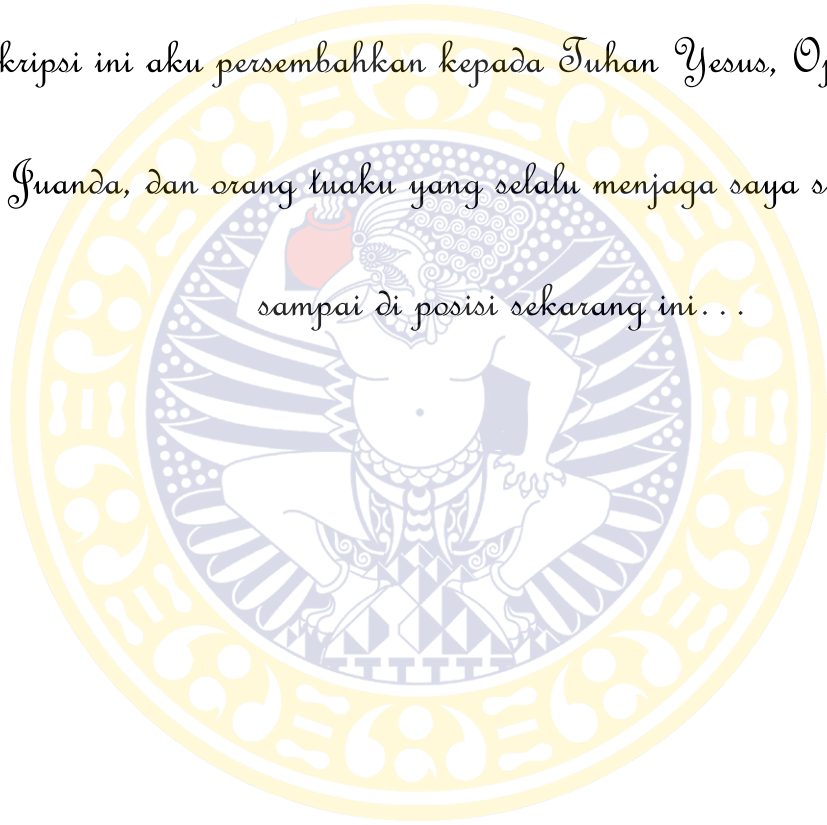 kripsi ini aku persembahkan kepada Tuhan Yesus, Op
Juanda, dan orang tuaku yang selalu menjaga saya s
sampai di posisi sekarang ini…